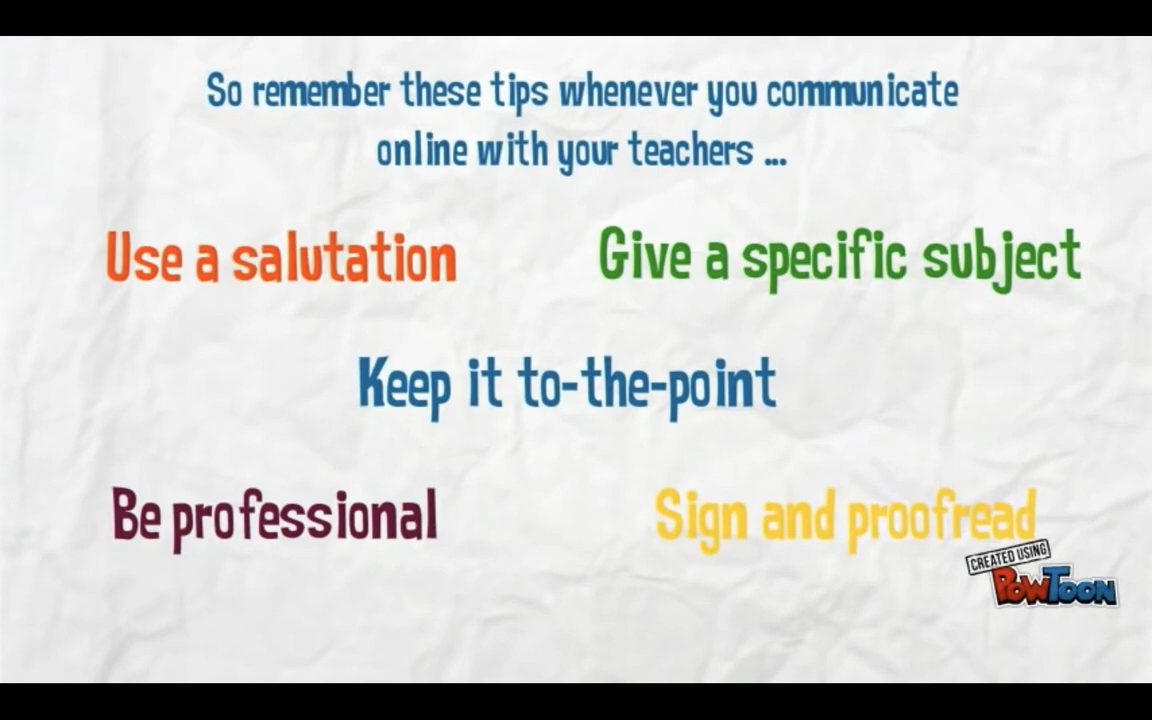 So remember these tips whenever you communicate
online with your teachers ...
Use a salutation
Give a specific subject
Keep it to-the-point
Be professional
Sign and proofread
CREATED USING
PowToon